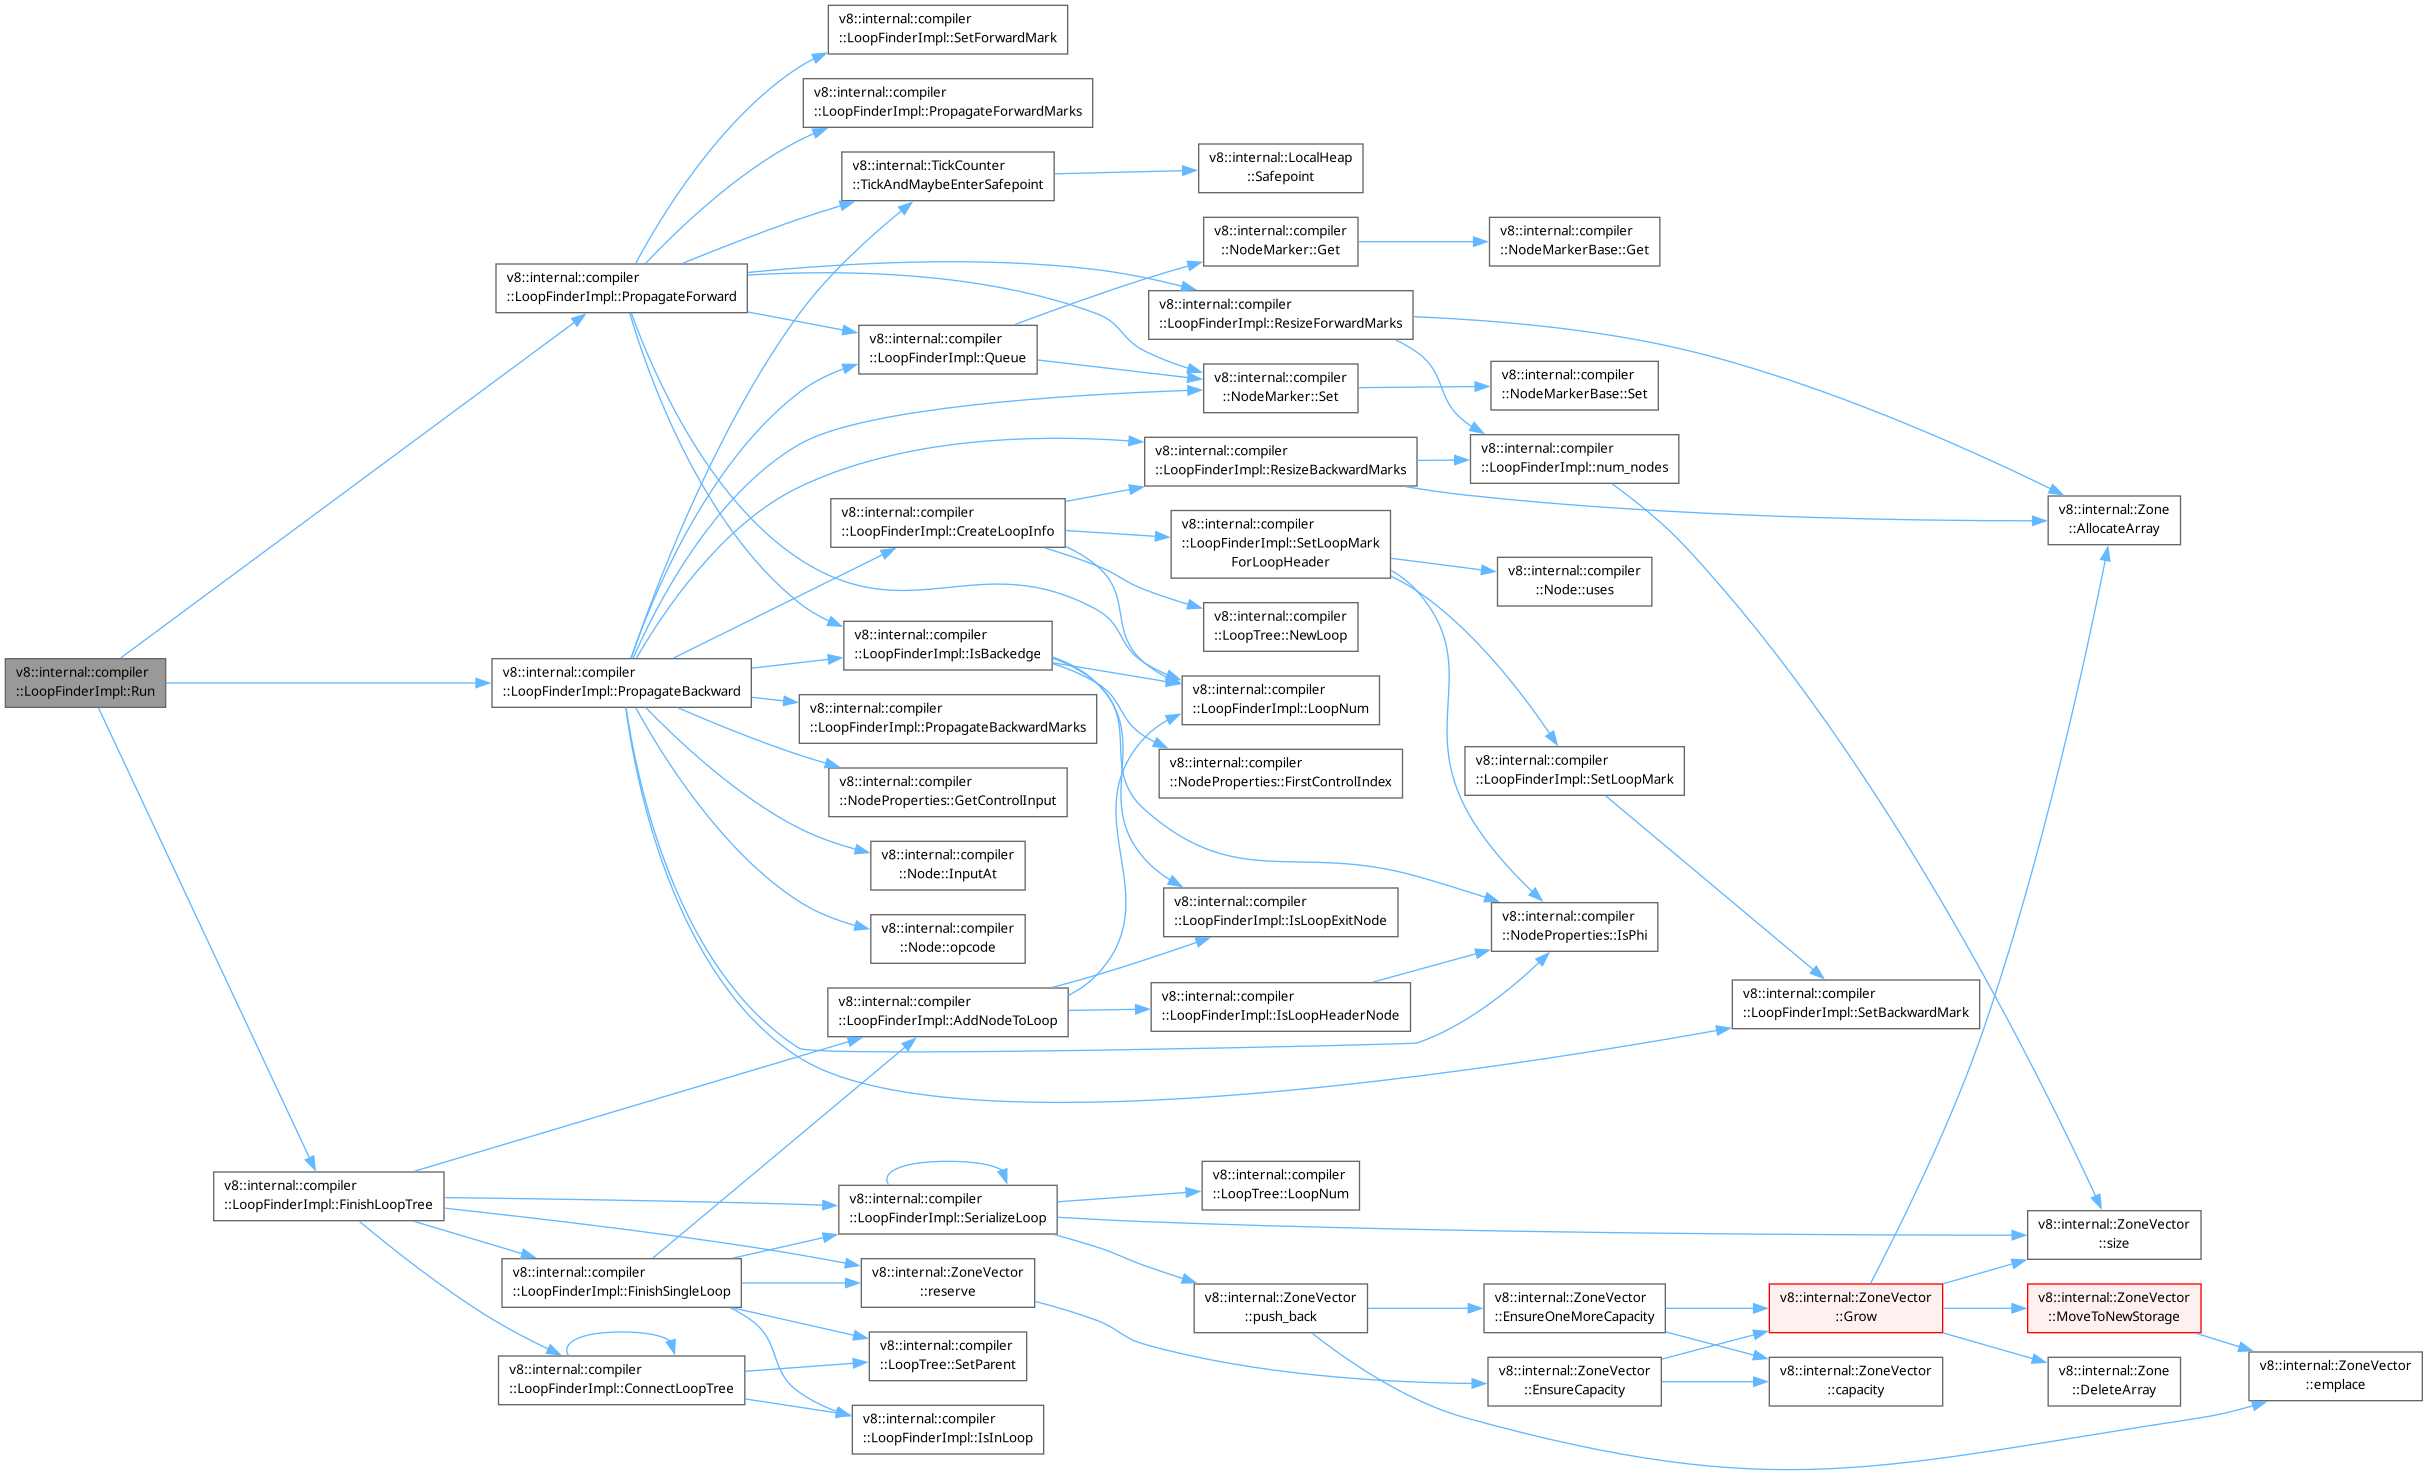 v8::internal::compiler
::LoopFinderImpl::Run
v8::internal::compiler
::LoopFinderImpl::PropagateForward
v8::internal::compiler
::LoopFinderImpl::PropagateBackward
v8::internal::compiler
::LoopFinderImpl::FinishLoopTree
v8::internal::compiler
::LoopFinderImpl::FinishSingleLoop
v8::internal::compiler
::LoopFinderImpl::ConnectLoopTree
v8::internal::compiler
::LoopFinderImpl::SetForwardMark
v8::internal::compiler
::LoopFinderImpl::PropagateForwardMarks
v8::internal::TickCounter
::TickAndMaybeEnterSafepoint
v8::internal::compiler
::LoopFinderImpl::Queue
v8::internal::compiler
::LoopFinderImpl::CreateLoopInfo
v8::internal::compiler
::LoopFinderImpl::IsBackedge
v8::internal::compiler
::LoopFinderImpl::PropagateBackwardMarks
v8::internal::compiler
::NodeProperties::GetControlInput
v8::internal::compiler
::Node::InputAt
v8::internal::compiler
::Node::opcode
v8::internal::compiler
::LoopFinderImpl::AddNodeToLoop
v8::internal::compiler
::LoopFinderImpl::SerializeLoop
v8::internal::ZoneVector
::reserve
v8::internal::compiler
::LoopTree::SetParent
v8::internal::compiler
::LoopFinderImpl::IsInLoop
v8::internal::LocalHeap
::Safepoint
v8::internal::compiler
::NodeMarker::Get
v8::internal::compiler
::LoopFinderImpl::ResizeForwardMarks
v8::internal::compiler
::NodeMarker::Set
v8::internal::compiler
::LoopFinderImpl::ResizeBackwardMarks
v8::internal::compiler
::LoopFinderImpl::SetLoopMark
ForLoopHeader
v8::internal::compiler
::LoopTree::NewLoop
v8::internal::compiler
::LoopFinderImpl::LoopNum
v8::internal::compiler
::NodeProperties::FirstControlIndex
v8::internal::compiler
::LoopFinderImpl::IsLoopExitNode
v8::internal::compiler
::LoopFinderImpl::IsLoopHeaderNode
v8::internal::compiler
::LoopTree::LoopNum
v8::internal::ZoneVector
::push_back
v8::internal::compiler
::NodeMarkerBase::Get
v8::internal::compiler
::NodeMarkerBase::Set
v8::internal::compiler
::LoopFinderImpl::num_nodes
v8::internal::compiler
::Node::uses
v8::internal::compiler
::LoopFinderImpl::SetLoopMark
v8::internal::compiler
::NodeProperties::IsPhi
v8::internal::ZoneVector
::EnsureOneMoreCapacity
v8::internal::ZoneVector
::EnsureCapacity
v8::internal::compiler
::LoopFinderImpl::SetBackwardMark
v8::internal::ZoneVector
::Grow
v8::internal::ZoneVector
::capacity
v8::internal::Zone
::AllocateArray
v8::internal::ZoneVector
::size
v8::internal::ZoneVector
::MoveToNewStorage
v8::internal::Zone
::DeleteArray
v8::internal::ZoneVector
::emplace